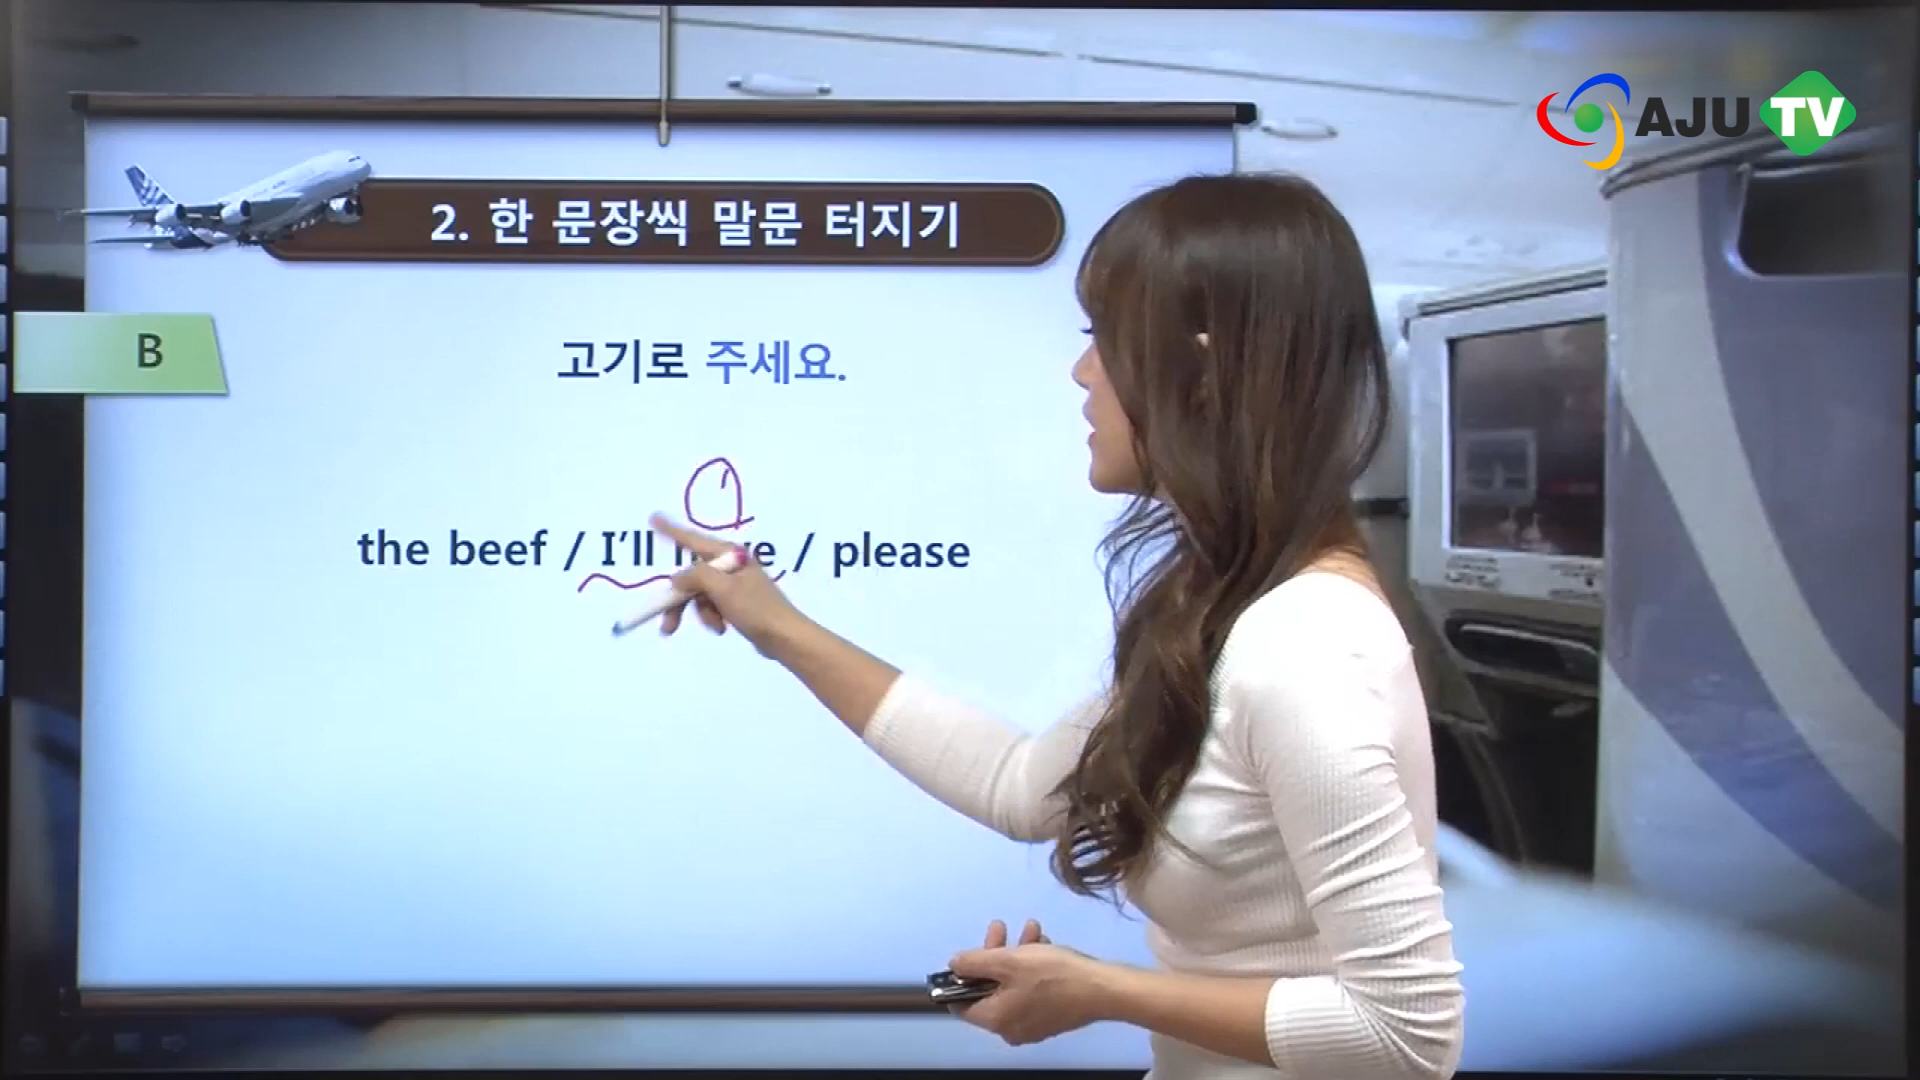 AJU TV
2. 한 문장씩 말문 터지기
B
고기로 주세요.
the beef / I'll / please